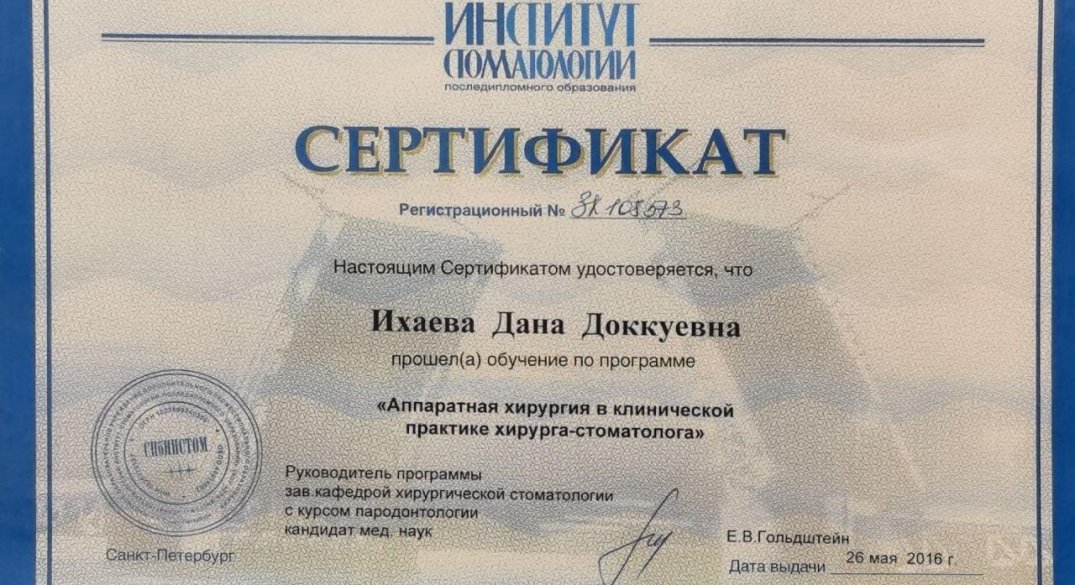 ИНСТИТУТ
СТОМАТОЛОГИИ
последипломного образования
СЕРТИФИКАТ
Регистрационный №
Настоящим Сертификатом удостоверяется, что
Ихаева Дана Доккуевна
прошел(а) обучение по программе
«Аппаратная хирургия в клинической
практике хирурга-стоматолога»
СПбИНСТОМ
Руководитель программы
зав.кафедрой хирургической стоматологии
с курсом пародонтологии
кандидат мед. наук
Е.В.Гольдштейн
Санкт-Петербург
Дата выдачи 26 мая 2016 г.